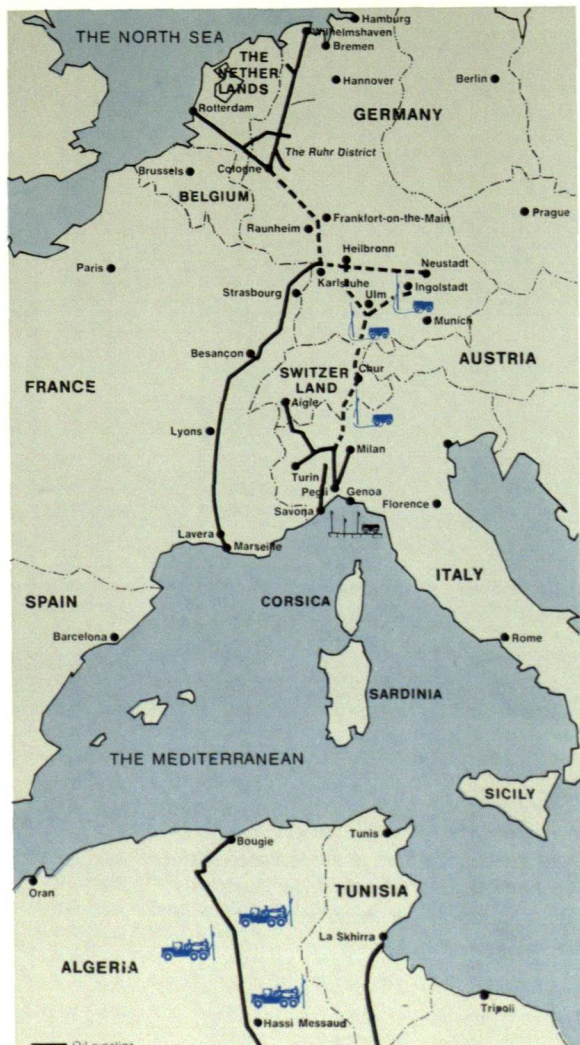 Hamburg
THE NORTH SEA
Wilhelmshaven
Bremen
THE
NETHER
LANDS
Hannover
Berlin
Rotterdam
GERMANY
The Ruhr District
Brussels
Cologne
BELGIUM
Frankfort-on-the-Main
Prague
Raunheim
Heilbronn
Neustadt
Paris
Karlsruhe
Ingolstadt
Strasbourg
Ulm
Munich
Besançon
AUSTRIA
SWITZER
LAND
Chur
FRANCE
Aigle
Lyons
Milan
Turin
Pegli
Genoa
Savona
Florence
Lavera
Marseille
ITALY
SPAIN
CORSICA
Barcelona
Rome
SARDINIA
THE MEDITERRANEAN
SICILY
Bougie
Tunis
Oran
TUNISIA
La Skhirra
ALGERIA
Tripoli
Hassi Messaud